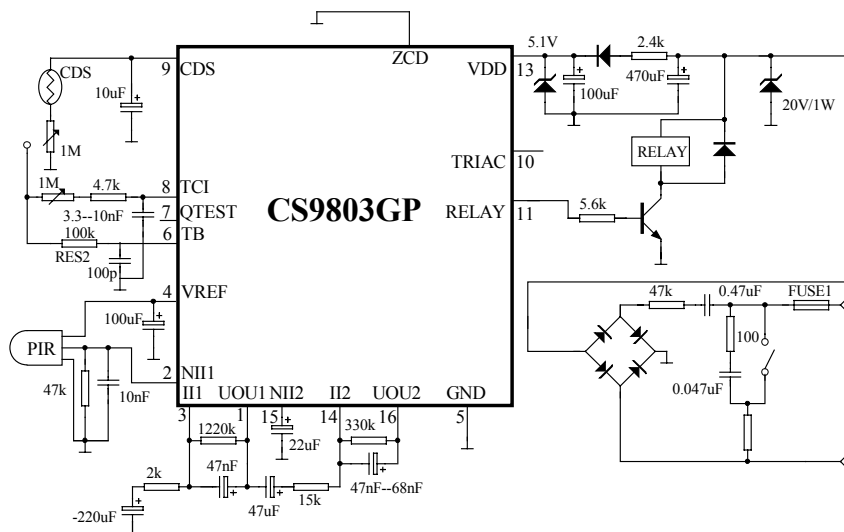 ZCD
5.1V
2.4k
9
CDS
CDS
VDD
13
10uF
100uF
470uF
20V/1W
1M
TRIAC
10
RELAY
1M
4.7k
8
TCI
7
QTEST
CS9803GP
RELAY
11
5.6k
3.3--10nF
100k
6
TB
RES2
100p
4
VREF
100uF
47k
0.47uF
FUSE1
PIR
100
2
NII1
47k
10nF
0.047uF
II1
UOU1
NII2
II2
UOU2
GND
3
1
15
14
16
5
1220k
22uF
330k
2k
47nF
47nF--68nF
47uF
15k
-220uF